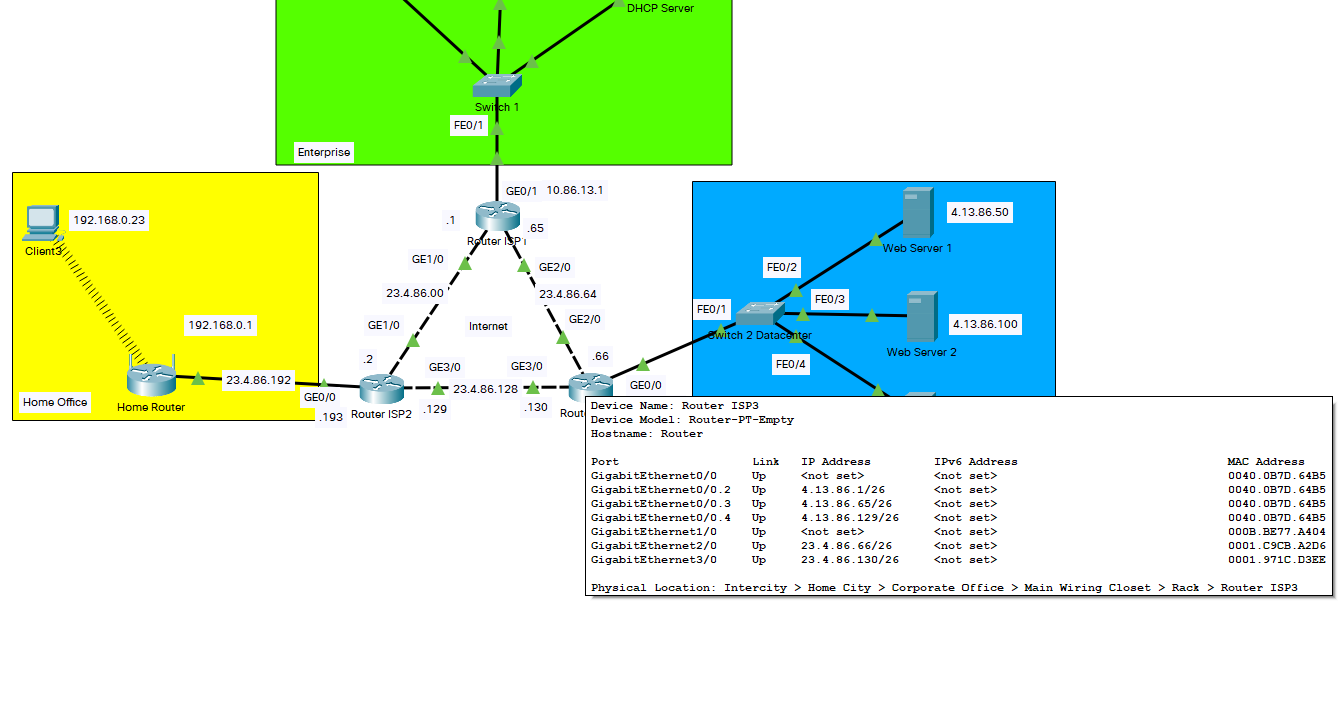 DHCP Server
Switch 1
FE0/1
Enterprise
GE0/1 10.86.13.1
.1
.65
Router ISP1
192.168.0.23
Client3
4.13.86.50
Web Server 1
GE1/0
GE2/0
FE0/2
23.4.86.00
23.4.86.64
FE0/1
FE0/3
192.168.0.1
GE1/0
Internet
GE2/0
4.13.86.100
Switch 2 Datacenter
Web Server 2
.2
.66
GE3/0
GE3/0
FE0/4
23.4.86.192
23.4.86.128
GE0/0
GE0/0
Home Office
Home Router
.193
Router ISP2
.129
.130
Device Name: Router ISP3
Device Model: Router-PT-Empty
Hostname: Router
Port Link IP Address IPv6 Address MAC Address
GigabitEthernet0/0 Up <not set> <not set> 0040.0B7D.64B5
GigabitEthernet0/0.2 Up 4.13.86.1/26 <not set> 0040.0B7D.64B5
GigabitEthernet0/0.3 Up 4.13.86.65/26 <not set> 0040.0B7D.64B5
GigabitEthernet0/0.4 Up 4.13.86.129/26 <not set> 0040.0B7D.64B5
GigabitEthernet1/0 Up <not set> <not set> 000B.BE77.A404
GigabitEthernet2/0 Up 23.4.86.66/26 <not set> 0001.C9CB.A2D6
GigabitEthernet3/0 Up 23.4.86.130/26 <not set> 0001.971C.D3EE
Physical Location: Intercity > Home City > Corporate Office > Main Wiring Closet > Rack > Router ISP3